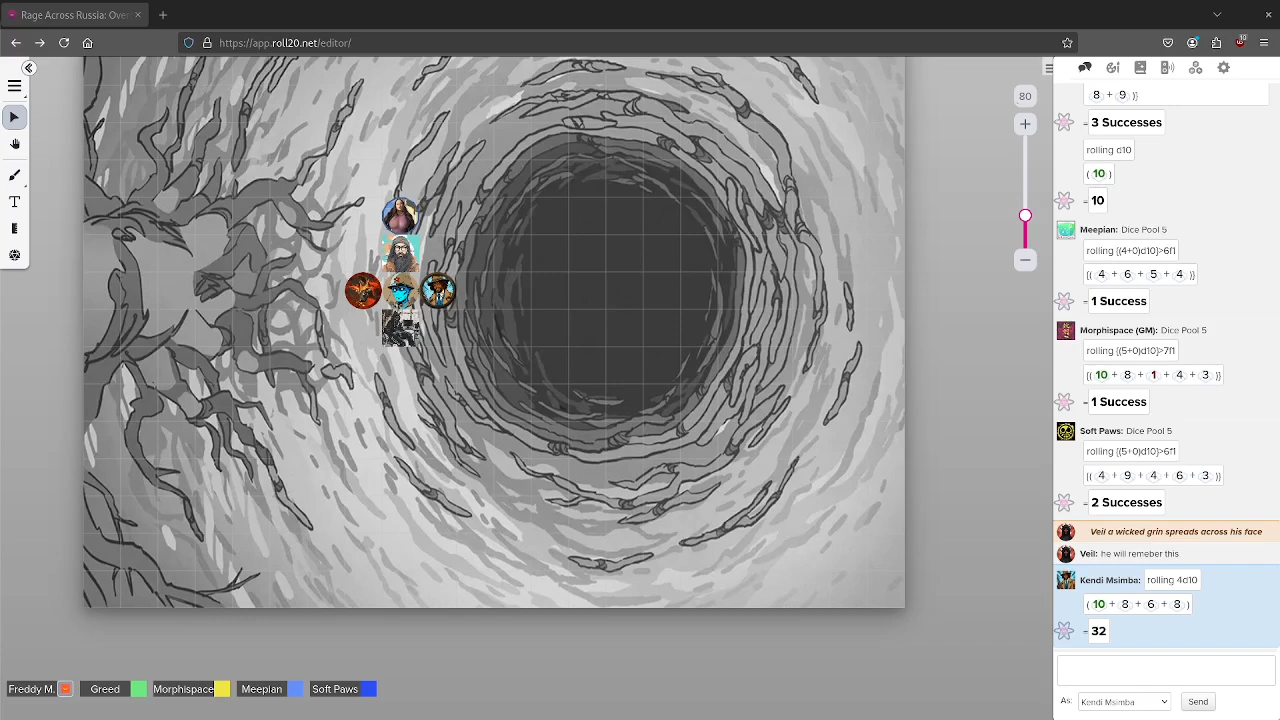 Rage Across Russia: Over
https://app.roll20.net/editor/
10
80
8 + 9 )}
= 3 Successes
rolling d10
( 10 )
= 10
Meepian: Dice Pool 5
rolling {(4+0)d10}>6f1
{( 4 + 6 + 5 + 4 )}
= 1 Success
Morphispace (GM): Dice Pool 5
rolling {(5+0)d10}>7f1
{( 10 + 8 + 1 + 4 + 3 )}
= 1 Success
Soft Paws: Dice Pool 5
rolling {(5+0)d10}>6f1
{( 4 + 9 + 4 + 6 + 3 )}
= 2 Successes
Veil a wicked grin spreads across his face
Veil: he will remeber this
Kendi Msimba: rolling 4d10
( 10 + 8 + 6 + 8 )
= 32
As: Kendi Msimba Send
Freddy M. Greed Morphispace Meepian Soft Paws